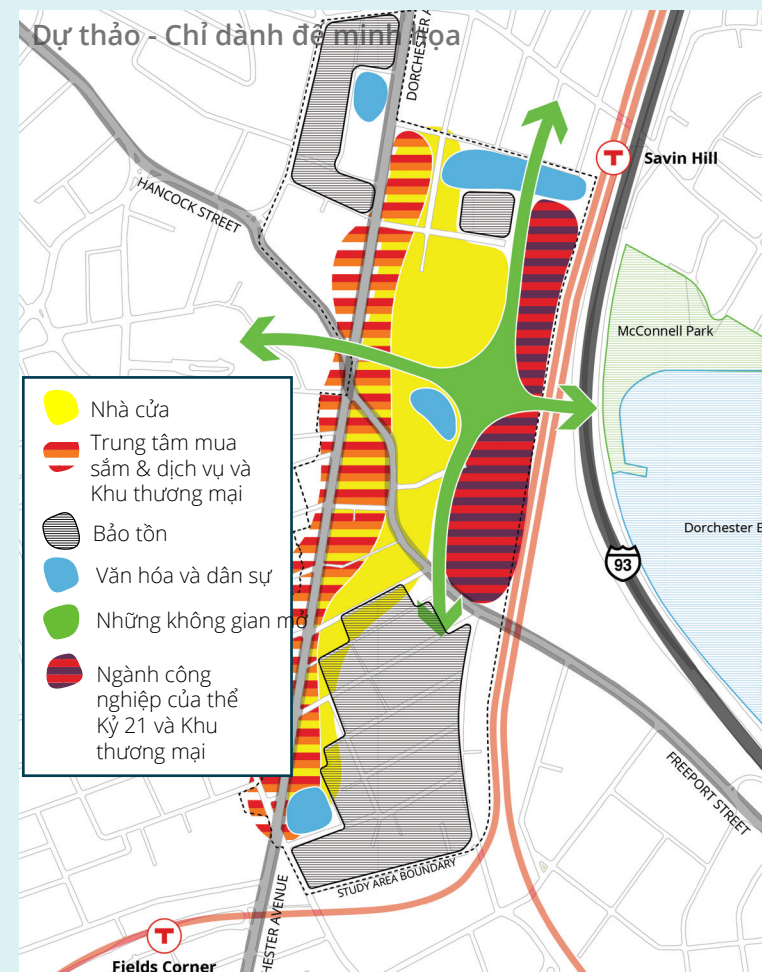 Dự thảo - Chỉ dành để minh họa
DORCHESTER A
Savin Hill
HANCOCK STREET
McConnell Park
Nhà cửa
Trung tâm mua
sắm & dịch vụ và
Khu thương mại
Bảo tồn
Văn hóa và dân sự
Những không gian mở
Ngành công
nghiệp của thể
Kỷ 21 và Khu
thương mại
Dorchester B
93
FREEPORT STREET
STUDY AREA BOUNDARY
HESTER AVENUE
T
T
Fields Corner